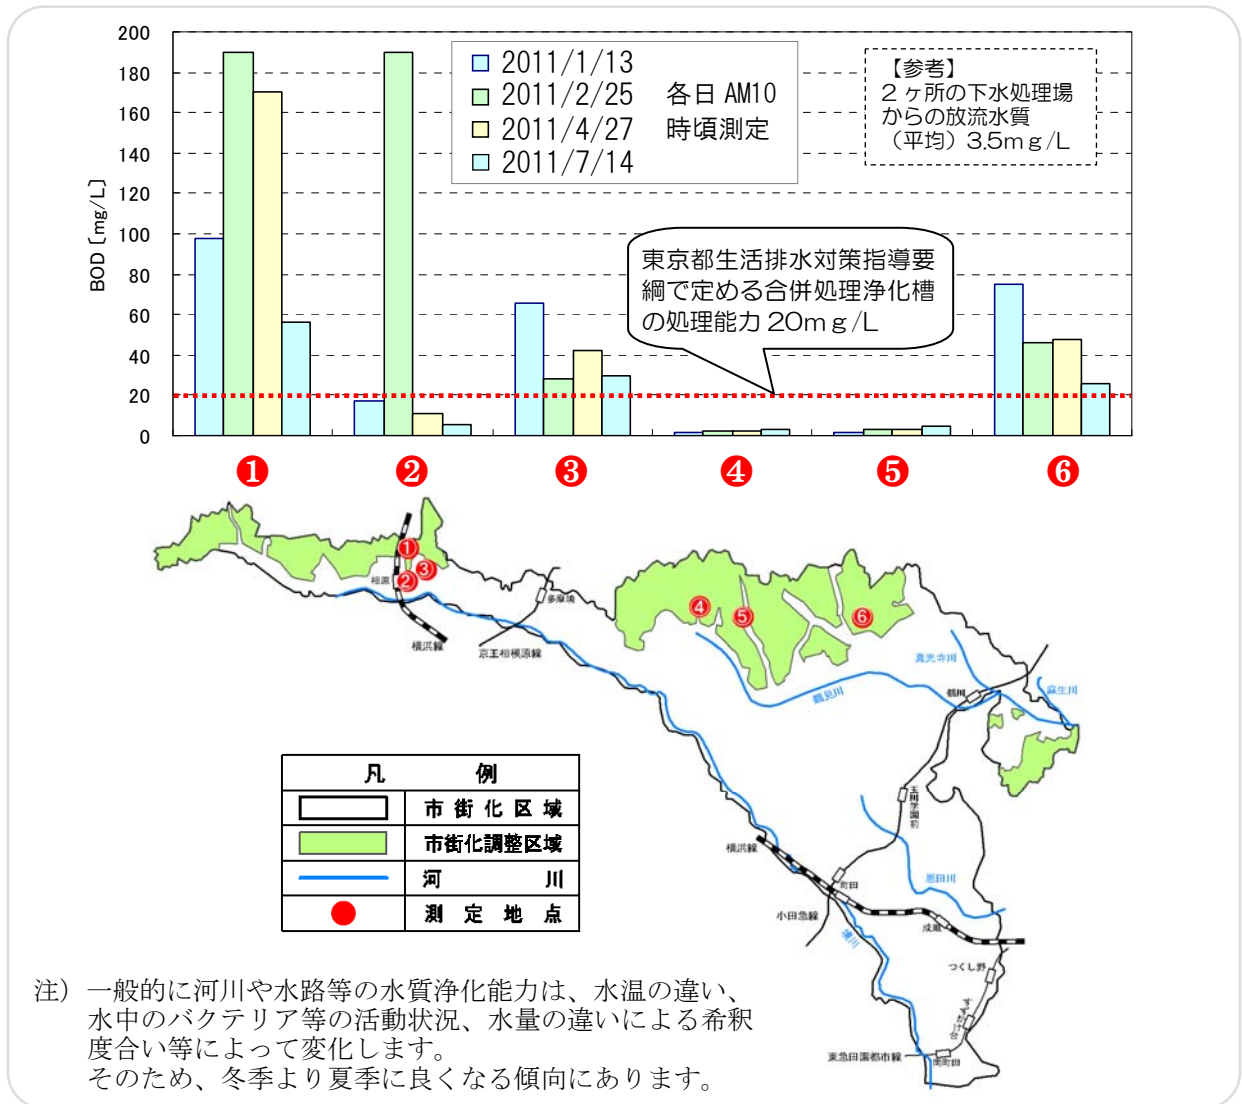 200
180
160
140
120
100
80
60
40
20
0
BOD [mg/L]
2011/1/13
2011/2/25
2011/4/27
2011/7/14
各日 AM10
時頃測定
【参考】
2ヶ所の下水処理場
からの放流水質
（平均）3.5mg/L
東京都生活排水対策指導要
綱で定める合併処理浄化槽
の処理能力 20mg/L
❶ ❷ ❸ ❹ ❺ ❻
①
②
③
④
⑤
⑥
相原
横浜線
多摩境
京王相模原線
鶴見川
真光寺川
鶴川
麻生川
玉川学園前
横浜線
町田
小田急線
恩田川
成瀬
境川
つくし野
すずかけ台
東急田園都市線
南町田
凡 例
市街化区域
市街化調整区域
河 川
測定地点
注）一般的に河川や水路等の水質浄化能力は、水温の違い、
水中のバクテリア等の活動状況、水量の違いによる希釈
度合い等によって変化します。
そのため、冬季より夏季に良くなる傾向にあります。